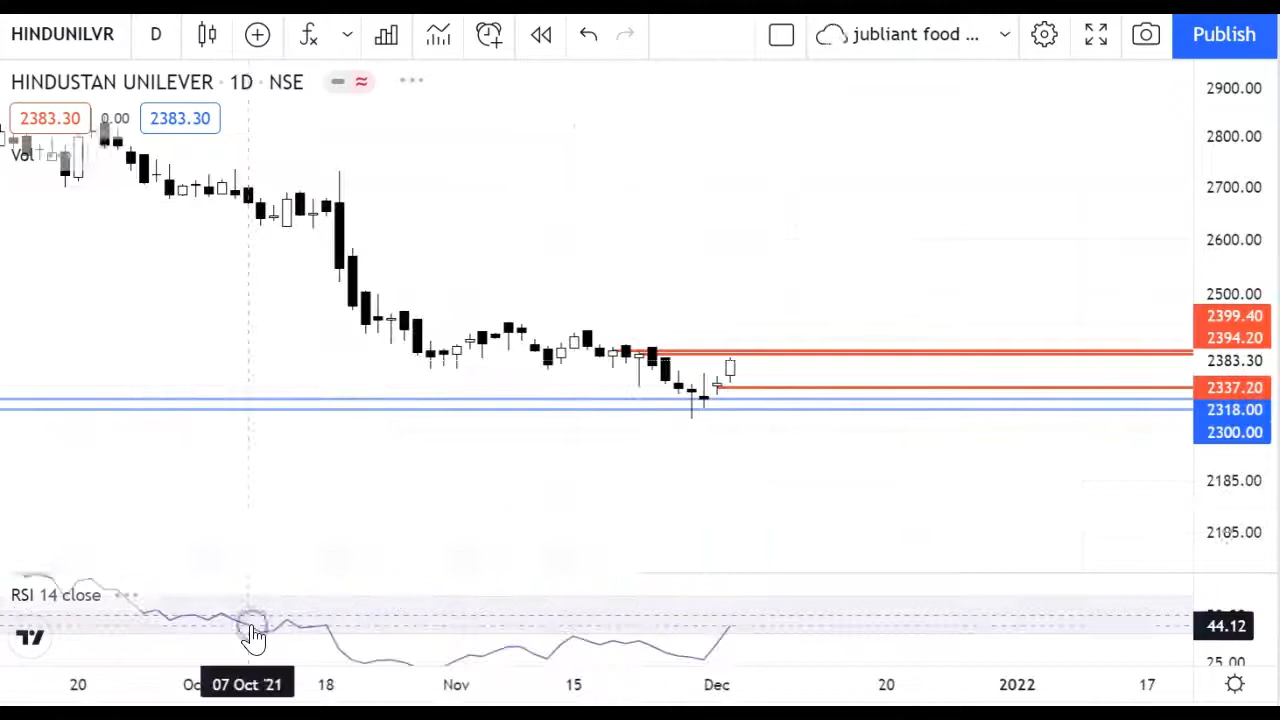 HINDUNILVR D jubliant food ... Publish
HINDUSTAN UNILEVER · 1D · NSE
2383.30 0.00 2383.30
Vol
2900.00
2800.00
2700.00
2600.00
2500.00
2399.40
2394.20
2383.30
2337.20
2318.00
2300.00
2185.00
2105.00
RSI 14 close
44.12
25.00
20 Oc 07 Oct '21 18 Nov 15 Dec 20 2022 17